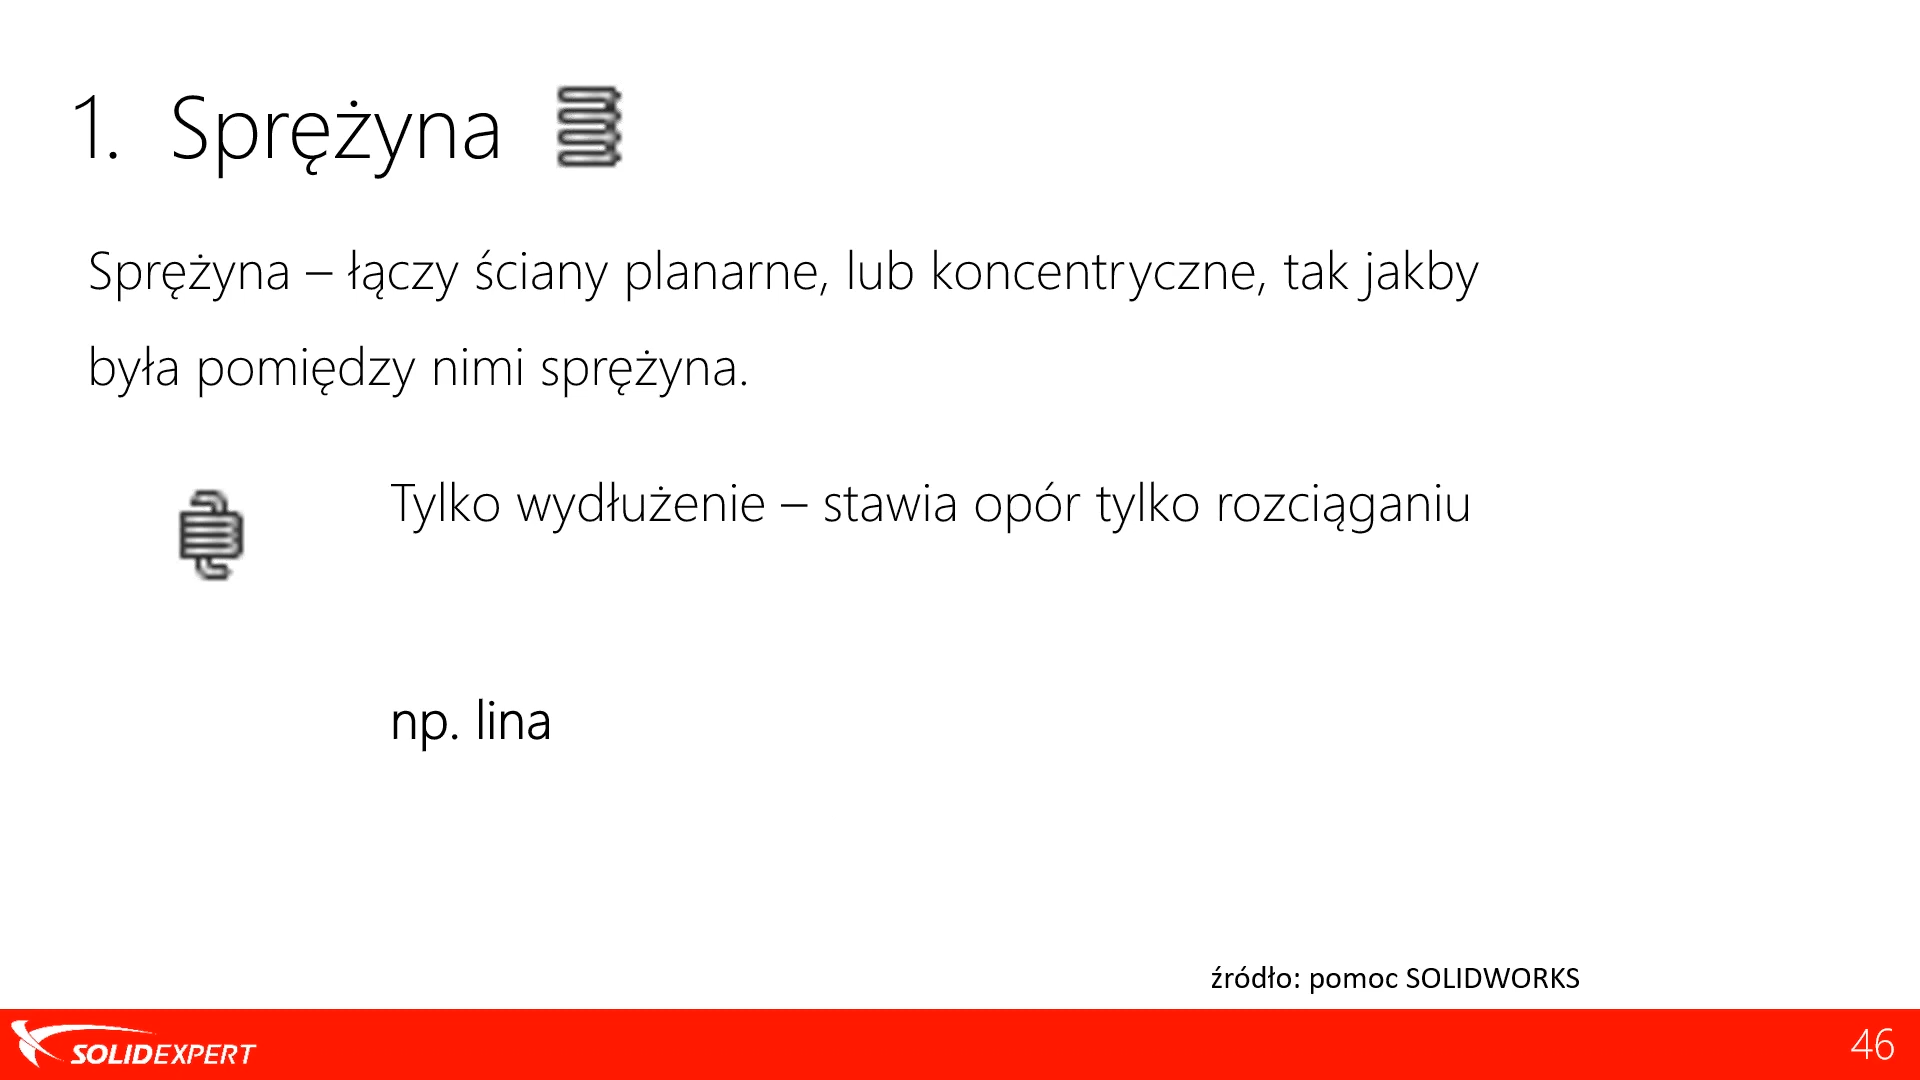 1. Sprężyna
Sprężyna – łączy ściany planarne, lub koncentryczne, tak jakby
była pomiędzy nimi sprężyna.
Tylko wydłużenie – stawia opór tylko rozciąganiu
np. lina
źródło: pomoc SOLIDWORKS
SOLIDEXPERT
46